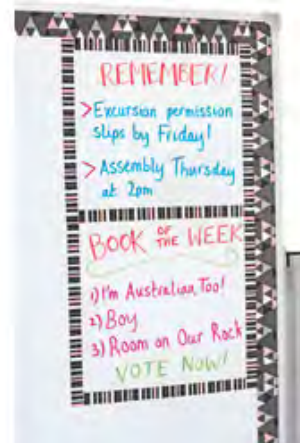 REMEMBER!
> Excursion permission
slips by Friday!
> Assembly Thursday
at 2pm
BOOK OF THE WEEK
1) I'm Australian, Too!
2) Boy
3) Room on Our Rock
VOTE NOW!